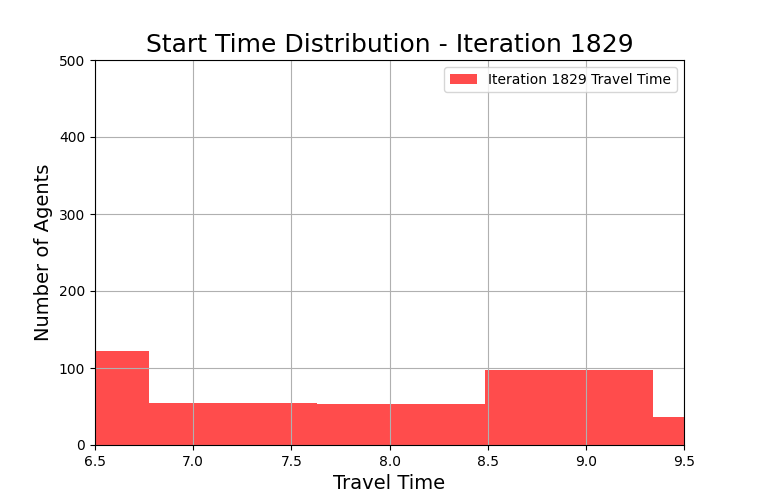 Start Time Distribution - Iteration 1829
Iteration 1829 Travel Time
Number of Agents
500
400
300
200
100
0
6.5 7.0 7.5 8.0 8.5 9.0 9.5
Travel Time